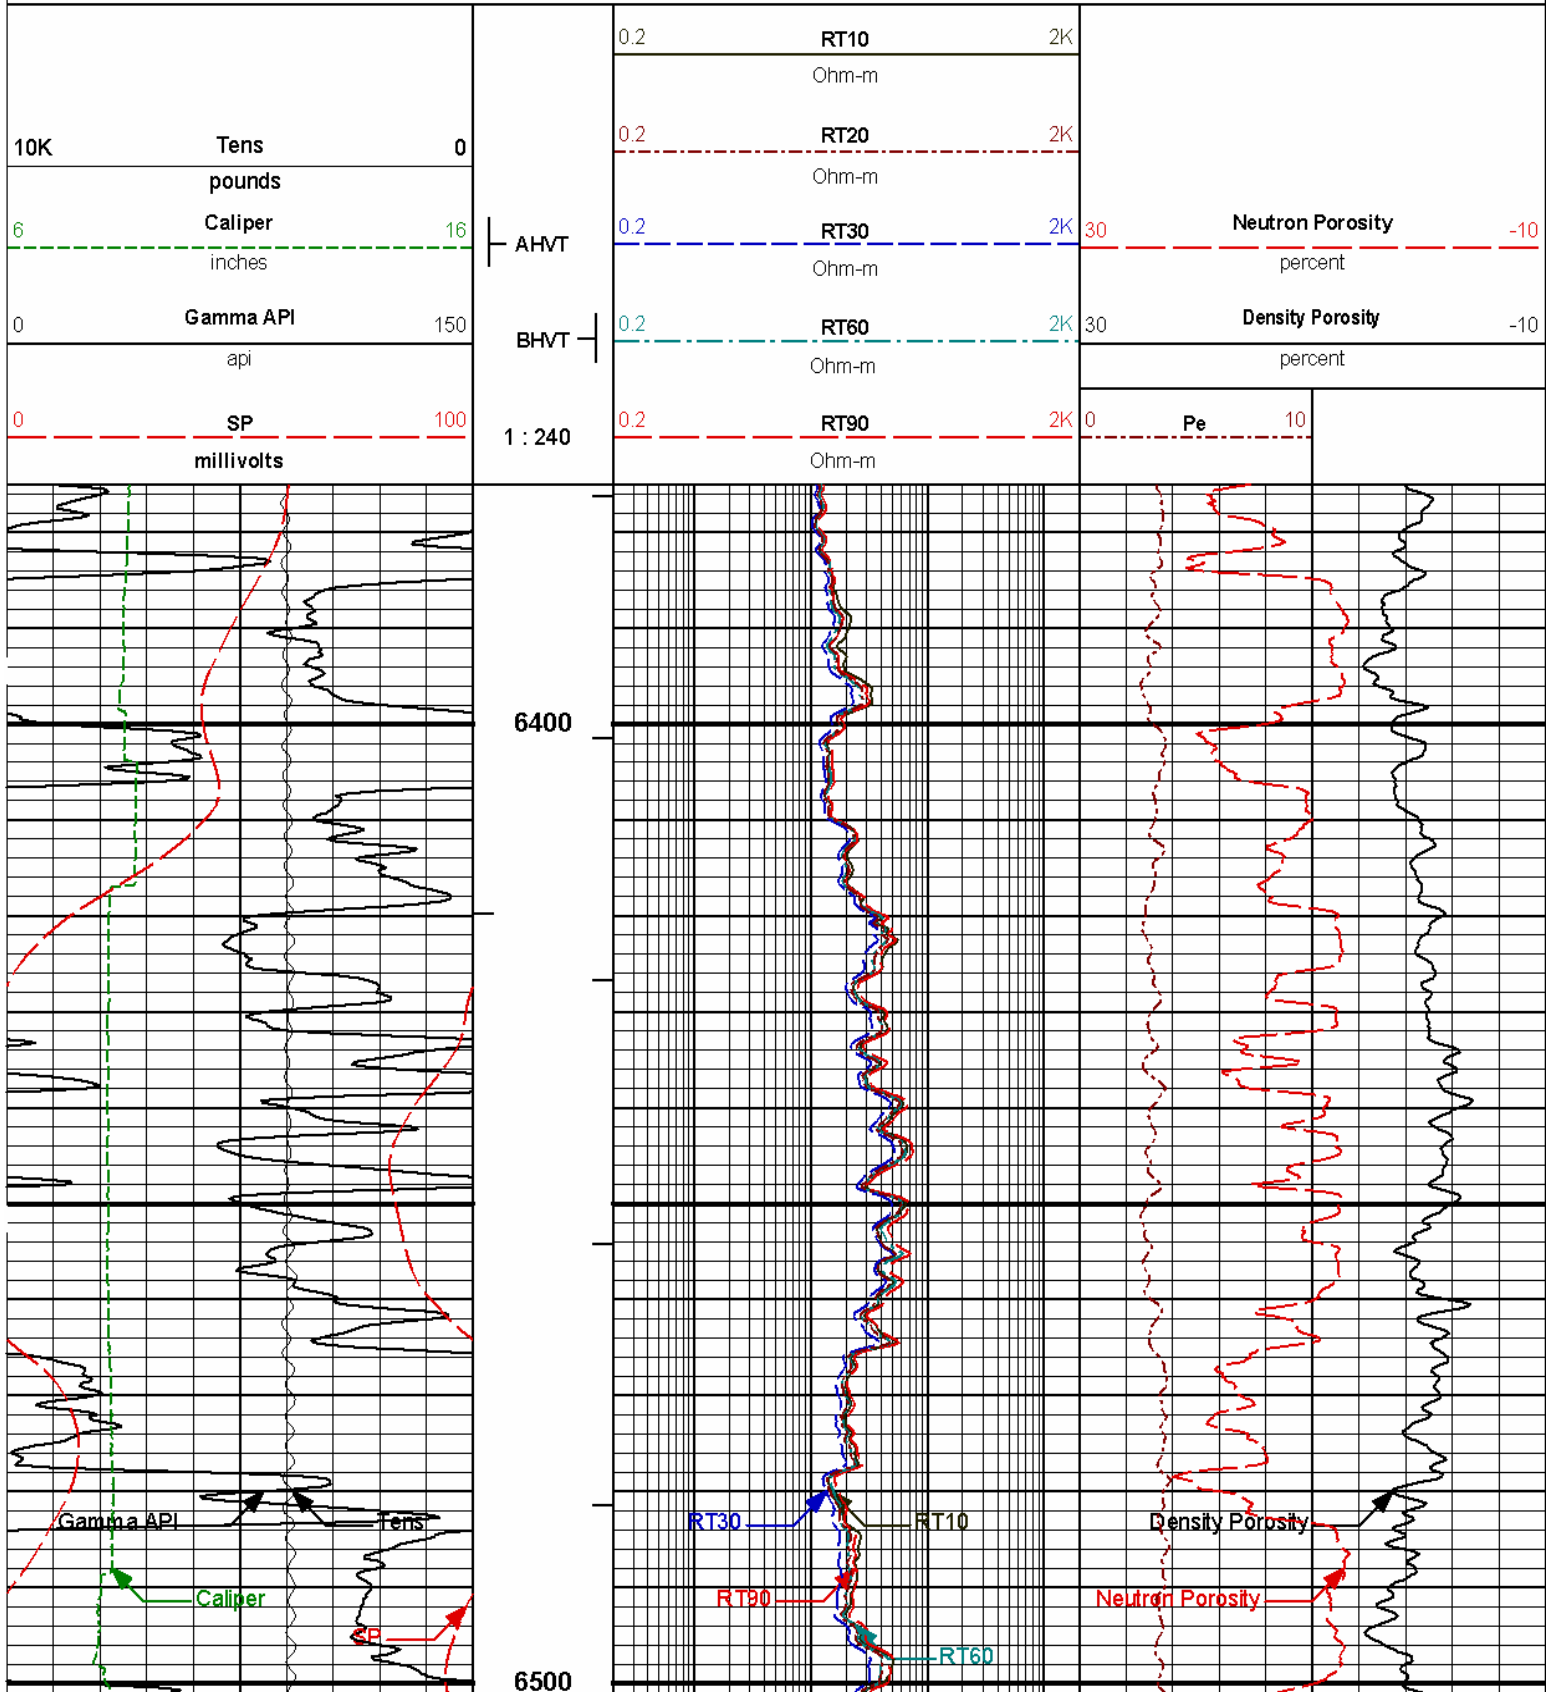 0.2 RT10 2K
Ohm-m
0.2 RT20 2K
Ohm-m
10K Tens 0
pounds
6 Caliper 16
inches
AHVT
0.2 RT30 2K
Ohm-m
30 Neutron Porosity -10
percent
0 Gamma API 150
api
BHVT
0.2 RT60 2K
Ohm-m
30 Density Porosity -10
percent
0 SP 100
millivolts
1 : 240
0.2 RT90 2K
Ohm-m
0 Pe 10
6400
Gamma API
Tens
RT30
RT10
Density Porosity
Caliper
RT90
Neutron Porosity
SP
RT60
6500